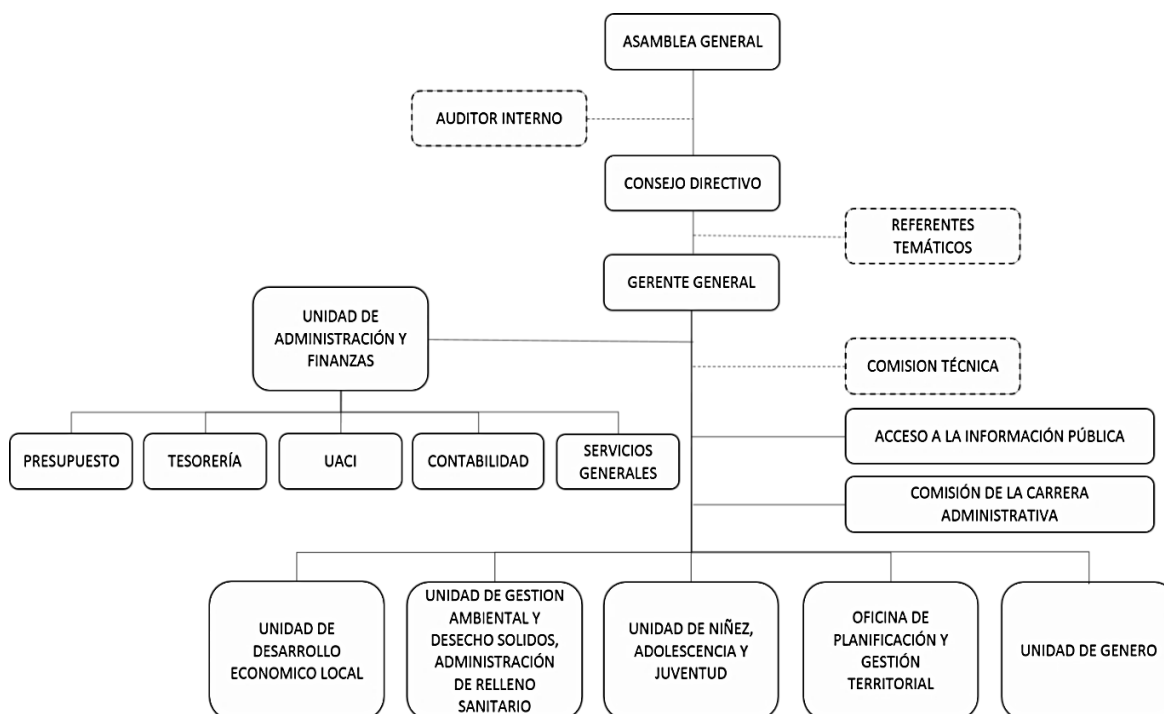 ASAMBLEA GENERAL
AUDITOR INTERNO
CONSEJO DIRECTIVO
REFERENTES
TEMÁTICOS
GERENTE GENERAL
UNIDAD DE
ADMINISTRACIÓN Y
FINANZAS
COMISION TÉCNICA
ACCESO A LA INFORMACIÓN PÚBLICA
PRESUPUESTO
TESORERÍA
UACI
CONTABILIDAD
SERVICIOS
GENERALES
COMISIÓN DE LA CARRERA
ADMINISTRATIVA
UNIDAD DE
DESARROLLO
ECONOMICO LOCAL
UNIDAD DE GESTION
AMBIENTAL Y
DESECHO SOLIDOS,
ADMINISTRACIÓN
DE RELLENO
SANITARIO
UNIDAD DE NIÑEZ,
ADOLESCENCIA Y
JUVENTUD
OFICINA DE
PLANIFICACIÓN Y
GESTIÓN
TERRITORIAL
UNIDAD DE GENERO